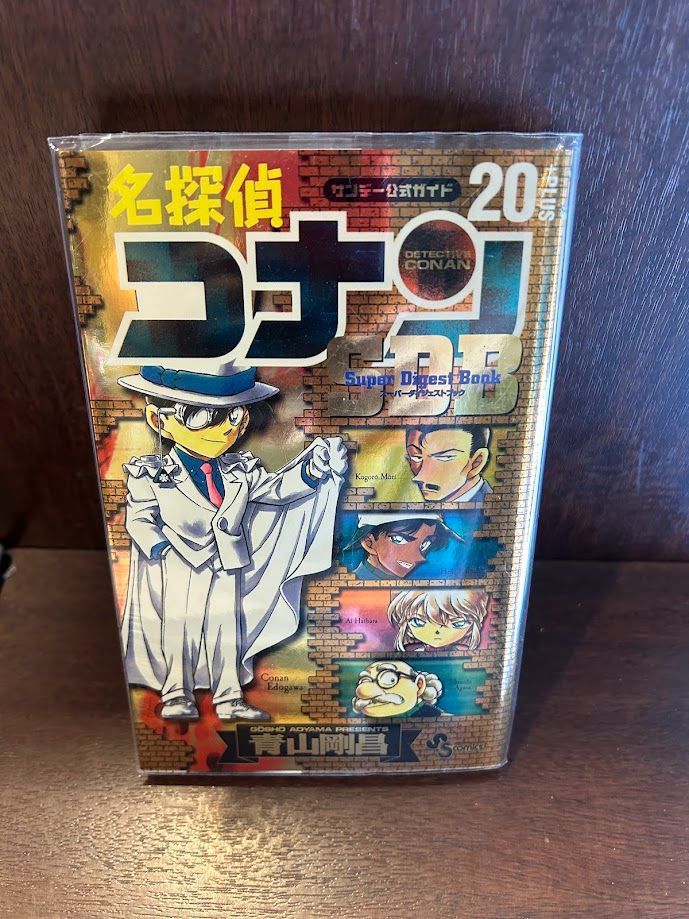 名探偵
サンデー公式ガイド
20 PLUS
コナン
DETECTIVE
CONAN
SDB
Super Digest Book
スーパーダイジェストブック
Kogoro Mori
Ai Haibara
Conan
Edogawa
Agasa
GOSHO AOYAMA PRESENTS
青山剛昌
S comics